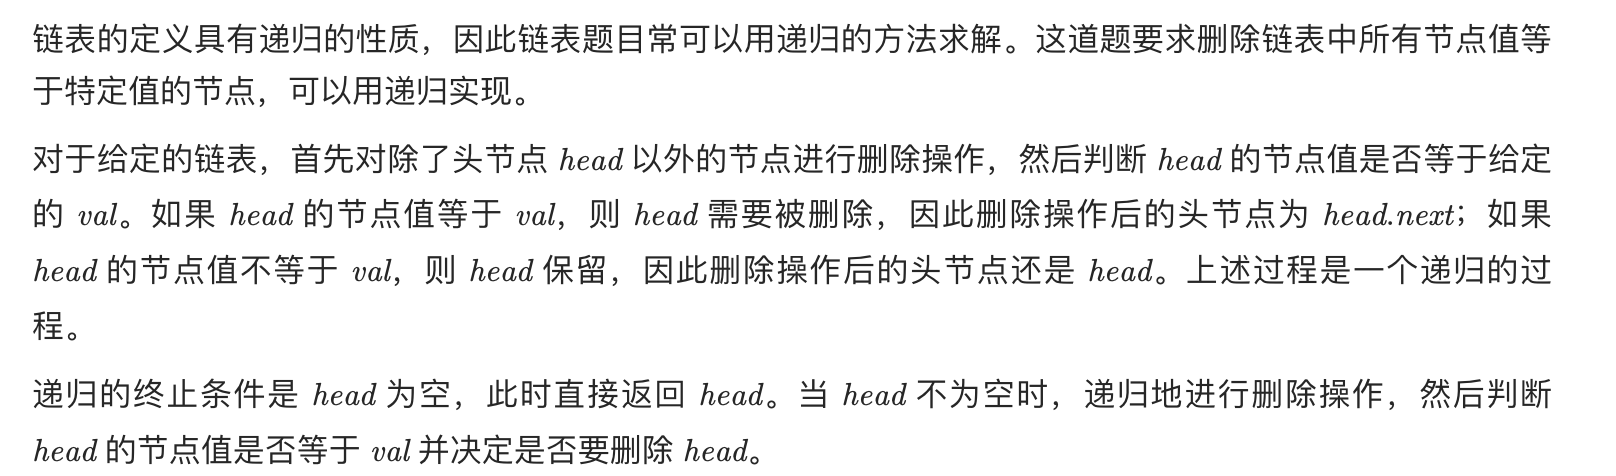 链表的定义具有递归的性质，因此链表题目常可以用递归的方法求解。这道题要求删除链表中所有节点值等
于特定值的节点，可以用递归实现。
对于给定的链表，首先对除了头节点 head 以外的节点进行删除操作，然后判断 head 的节点值是否等于给定
的 val。如果 head 的节点值等于 val，则 head 需要被删除，因此删除操作后的头节点为 head.next；如果
head 的节点值不等于 val，则 head 保留，因此删除操作后的头节点还是 head。上述过程是一个递归的过
程。
递归的终止条件是 head 为空，此时直接返回 head。当 head 不为空时，递归地进行删除操作，然后判断
head 的节点值是否等于 val 并决定是否要删除 head。